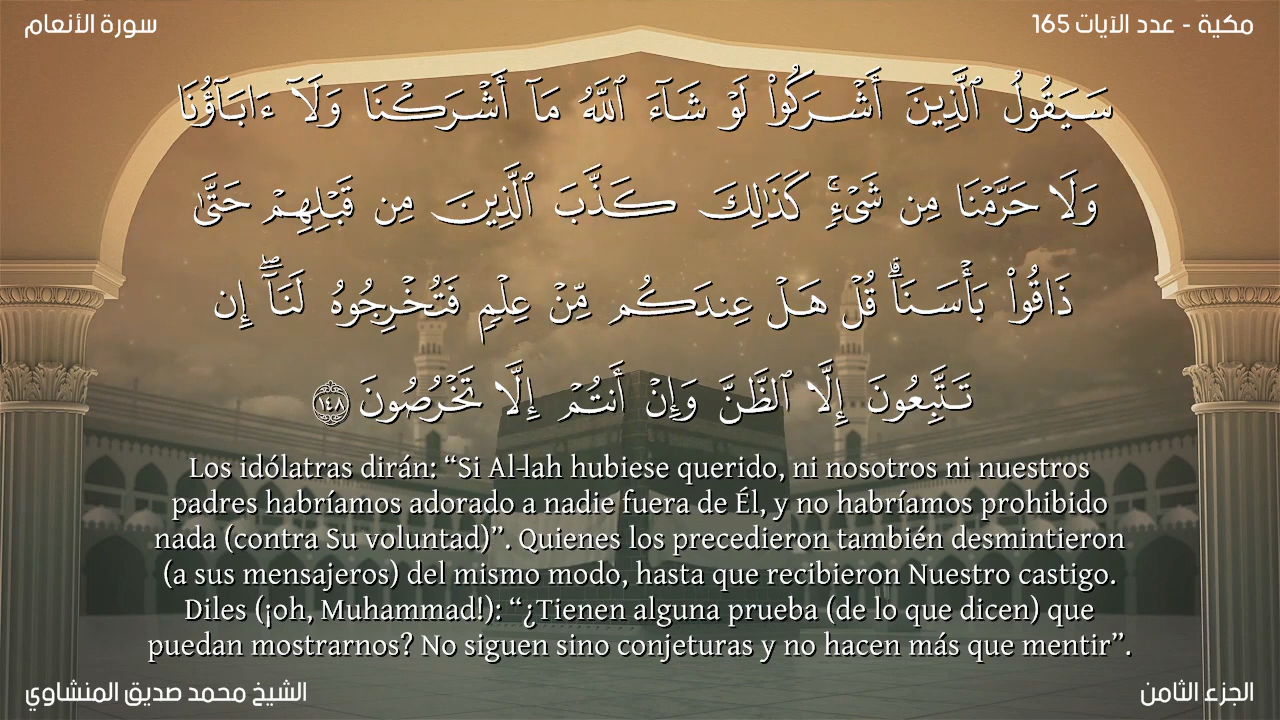 مكية - عدد الآيات 165
سورة الأنعام
سَيَقُولُ ٱلَّذِينَ أَشۡرَكُواْ لَوۡ شَآءَ ٱللَّهُ مَآ أَشۡرَكۡنَا وَلَآ ءَابَآؤُنَا
وَلَا حَرَّمۡنَا مِن شَيۡءٖۚ كَذَٰلِكَ كَذَّبَ ٱلَّذِينَ مِن قَبۡلِهِمۡ حَتَّىٰ
ذَاقُواْ بَأۡسَنَاۗ قُلۡ هَلۡ عِندَكُم مِّنۡ عِلۡمٖ فَتُخۡرِجُوهُ لَنَآۖ إِن
تَتَّبِعُونَ إِلَّا ٱلظَّنَّ وَإِنۡ أَنتُمۡ إِلَّا تَخۡرُصُونَ ١٤٨
Los idólatras dirán: “Si Al-lah hubiese querido, ni nosotros ni nuestros
padres habríamos adorado a nadie fuera de Él, y no habríamos prohibido
nada (contra Su voluntad)”. Quienes los precedieron también desmintieron
(a sus mensajeros) del mismo modo, hasta que recibieron Nuestro castigo.
Diles (¡oh, Muhammad!): “¿Tienen alguna prueba (de lo que dicen) que
puedan mostrarnos? No siguen sino conjeturas y no hacen más que mentir”.
الجزء الثامن
الشيخ محمد صديق المنشاوي